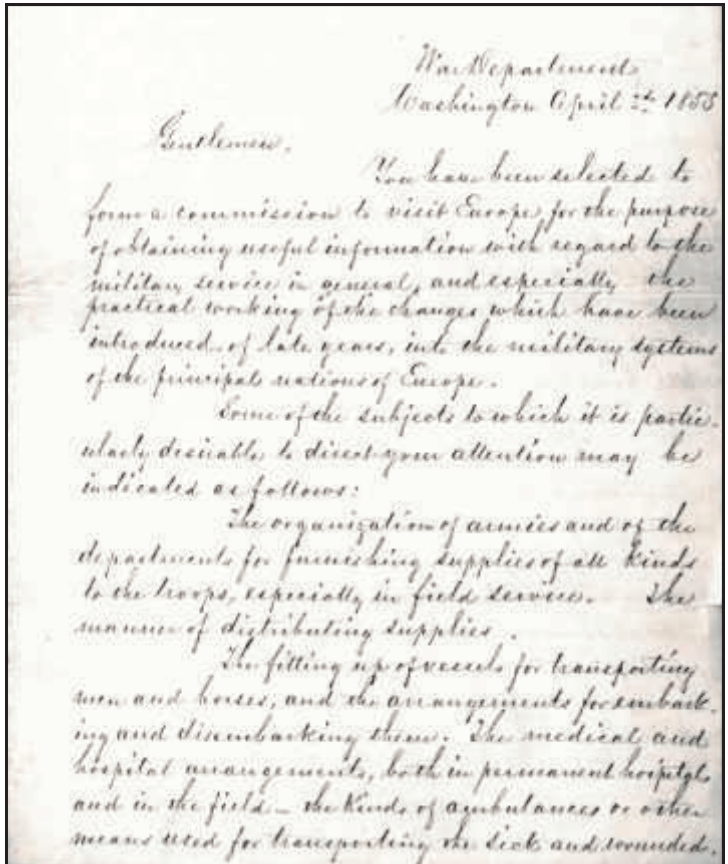 War Department
Washington April 2nd 1855
Gentlemen,
You have been selected to
form a commission to visit Europe, for the purpose
of obtaining useful information with regard to the
military service in general, and especially the
practical working of the changes which have been
introduced of late years, into the military systems
of the principal nations of Europe.
Some of the subjects to which it is partic-
ularly desirable to direct your attention may be
indicated as follows:
The organization of armies and of the
departments for furnishing supplies of all kinds
to the troops, especially in field service. The
manner of distributing supplies.
The fitting up of vessels for transporting
men and horses, and the arrangements for embark-
ing and disembarking them. The medical and
hospital arrangements, both in permanent hospitals
and in the field – the kinds of ambulances or other
means used for transporting the sick and wounded.